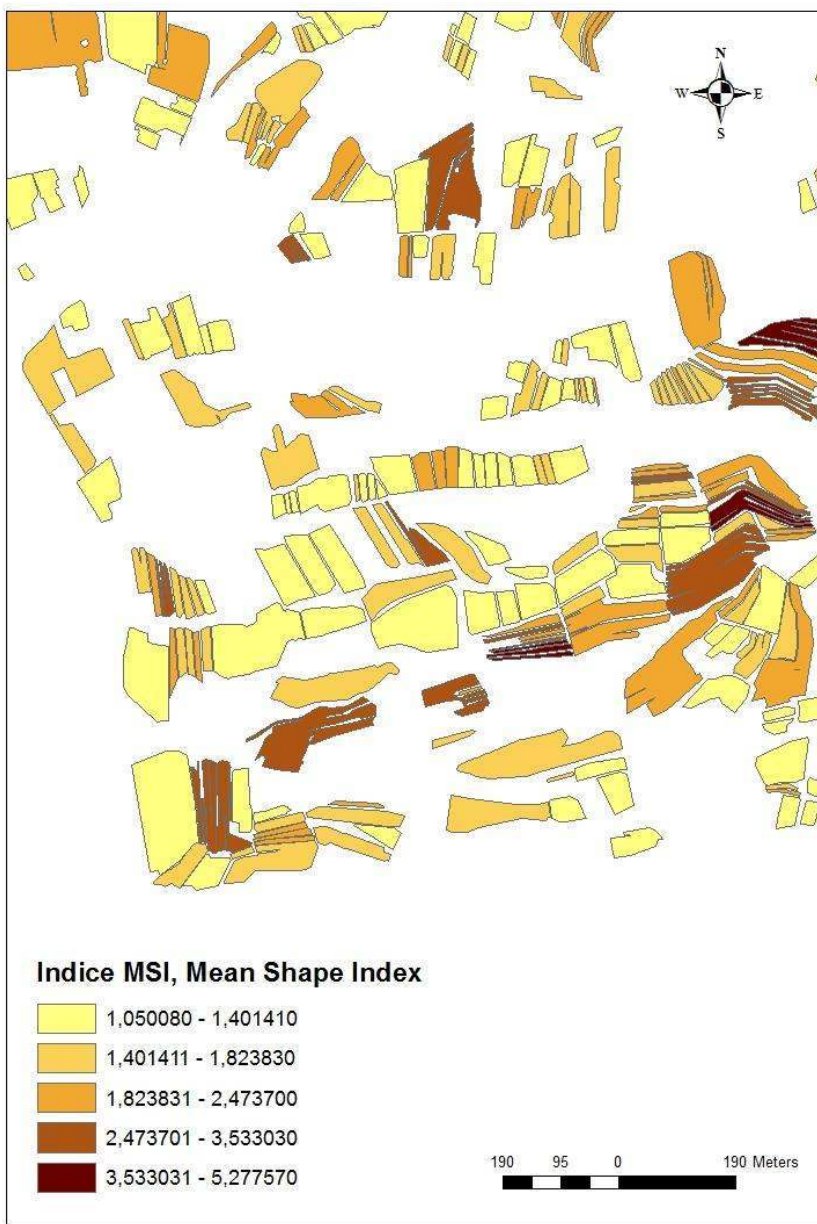 N
W E
S
Indice MSI, Mean Shape Index
1,050080 - 1,401410
1,401411 - 1,823830
1,823831 - 2,473700
2,473701 - 3,533030
3,533031 - 5,277570
190 95 0 190 Meters